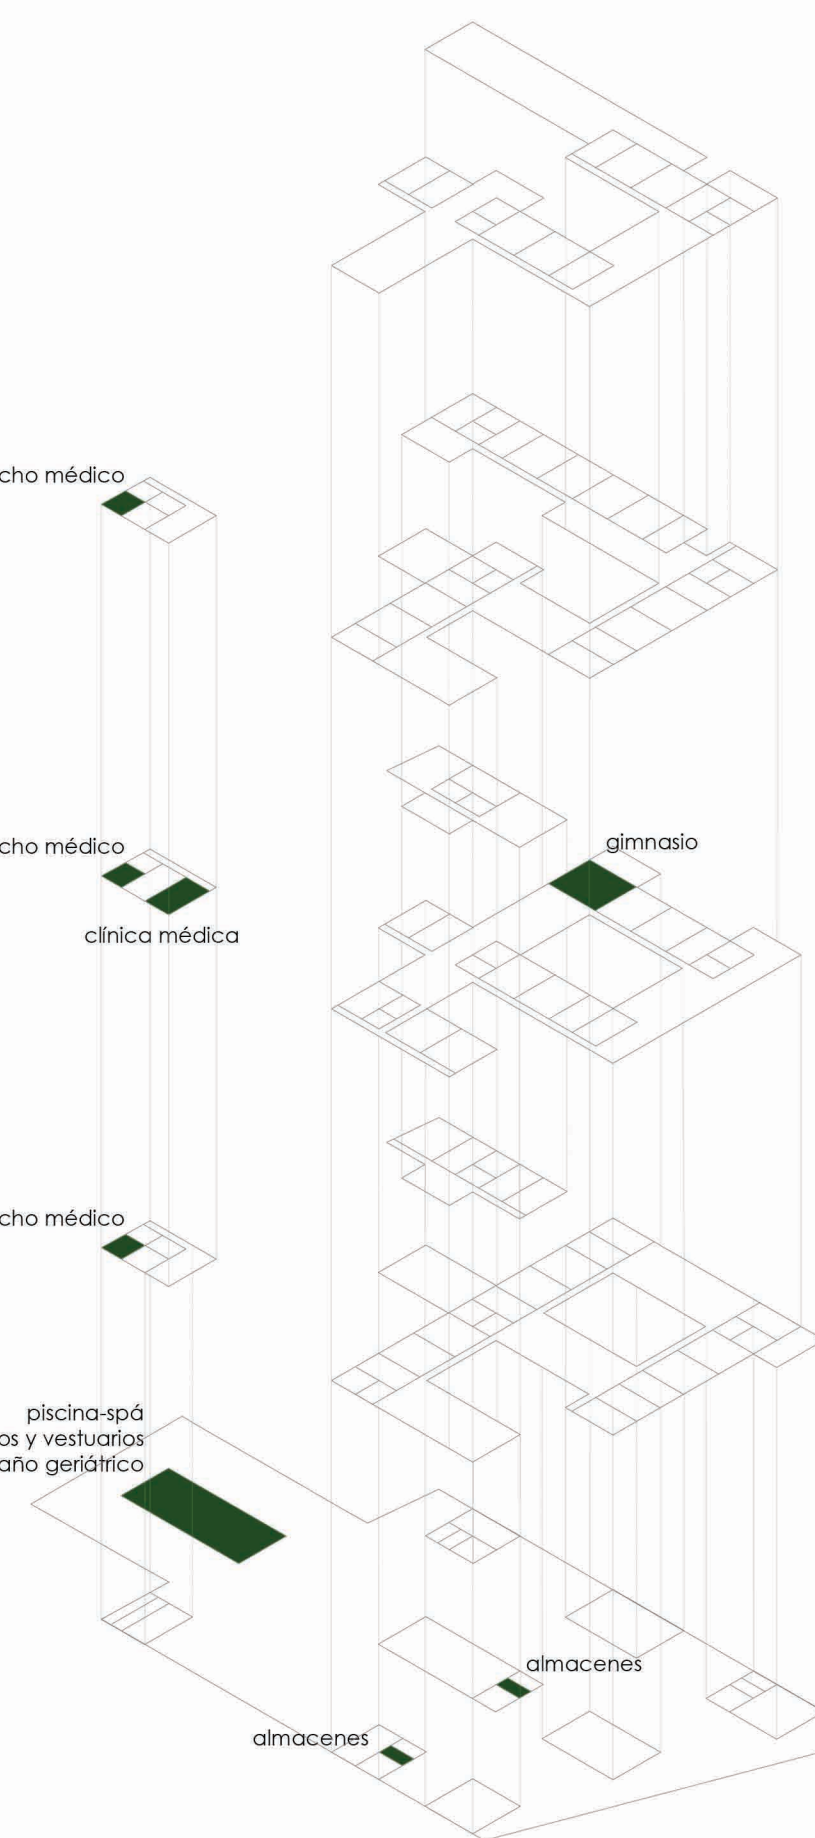 cho médico
cho médico
gimnasio
clínica médica
cho médico
piscina-spá
os y vestuarios
año geriátrico
almacenes
almacenes